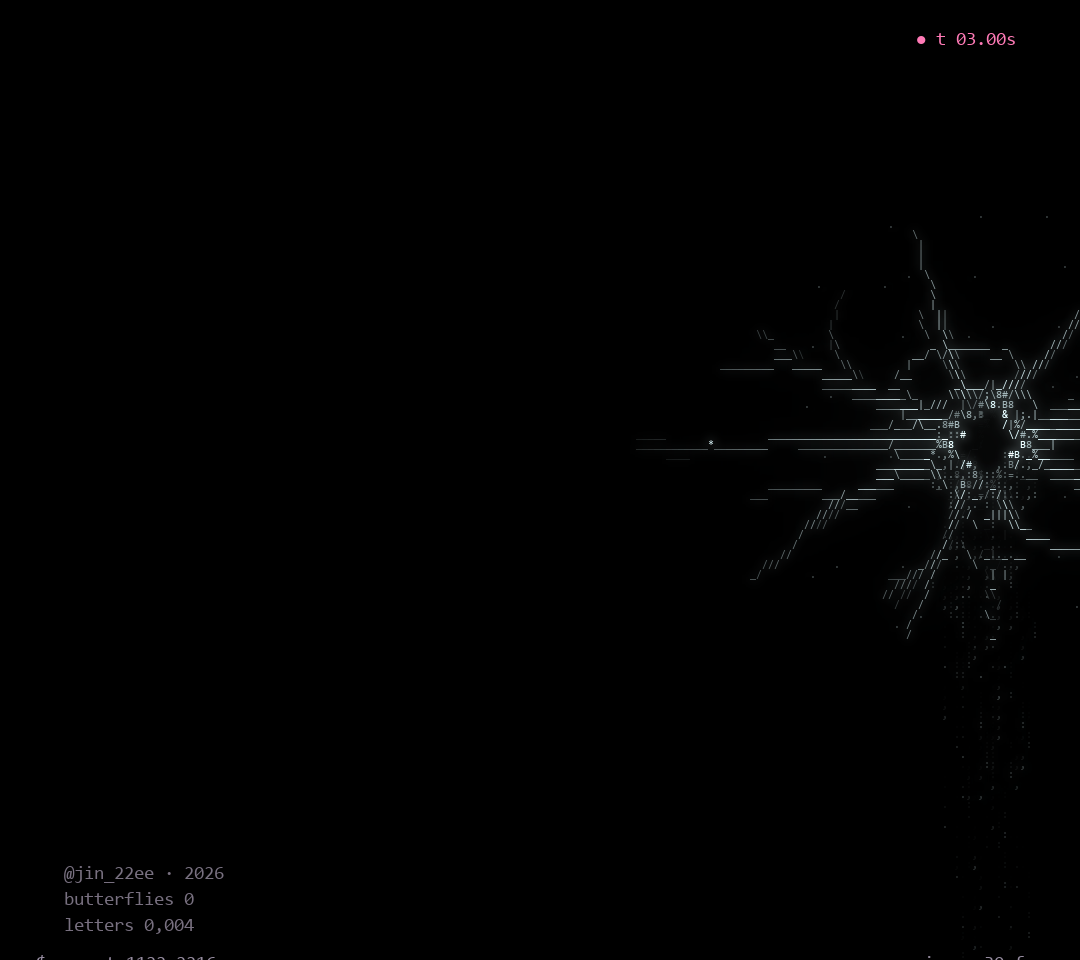 ● t 03.00s
@jin_22ee · 2026
butterflies 0
letters 0,004